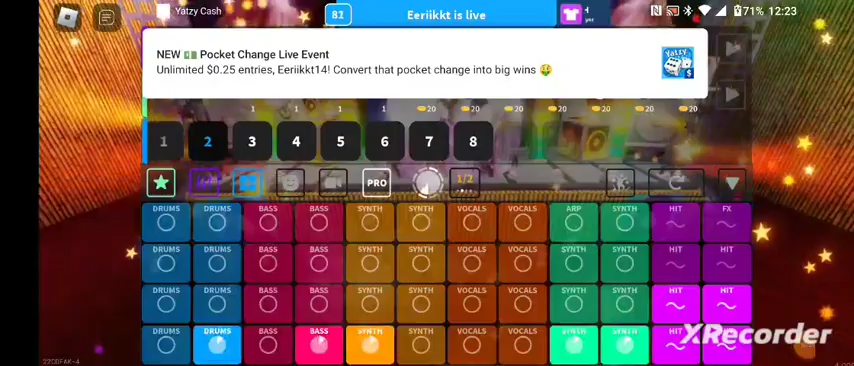 Yatzy Cash
81
Eeriikkt is live
71% 12:23
NEW 💵 Pocket Change Live Event
Unlimited $0.25 entries, Eeriikkt14! Convert that pocket change into big wins 🤑
Yatzy
$
1 1 1 1 20 20 20 20 20 20 20
1 2 3 4 5 6 7 8
PRO 1/2
DRUMS DRUMS BASS BASS SYNTH SYNTH VOCALS VOCALS ARP SYNTH HIT FX
DRUMS DRUMS BASS BASS SYNTH SYNTH VOCALS VOCALS SYNTH SYNTH HIT HIT
DRUMS DRUMS BASS BASS SYNTH SYNTH VOCALS VOCALS SYNTH SYNTH HIT HIT
DRUMS DRUMS BASS BASS SYNTH SYNTH VOCALS VOCALS SYNTH SYNTH HIT HIT
XRecorder